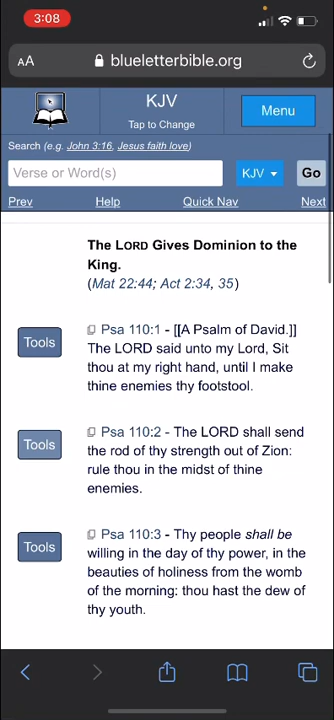 3:08
AA blueletterbible.org
KJV
Menu
Tap to Change
Search (e.g. John 3:16, Jesus faith love)
Verse or Word(s) KJV Go
Prev Help Quick Nav Next
The LORD Gives Dominion to the
King.
(Mat 22:44; Act 2:34, 35)
Tools
Psa 110:1 - [[A Psalm of David.]]
The LORD said unto my Lord, Sit
thou at my right hand, until I make
thine enemies thy footstool.
Tools
Psa 110:2 - The LORD shall send
the rod of thy strength out of Zion:
rule thou in the midst of thine
enemies.
Tools
Psa 110:3 - Thy people shall be
willing in the day of thy power, in the
beauties of holiness from the womb
of the morning: thou hast the dew of
thy youth.